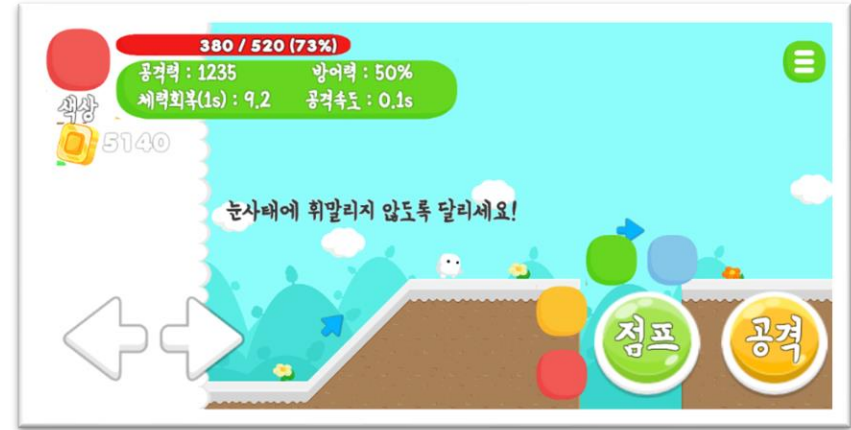 380 / 520 (73%)
공격력 : 1235 방어력 : 50%
체력회복(1s) : 9.2 공격속도 : 0.1s
색상
5140
눈사태에 휘말리지 않도록 달리세요!
점프 공격